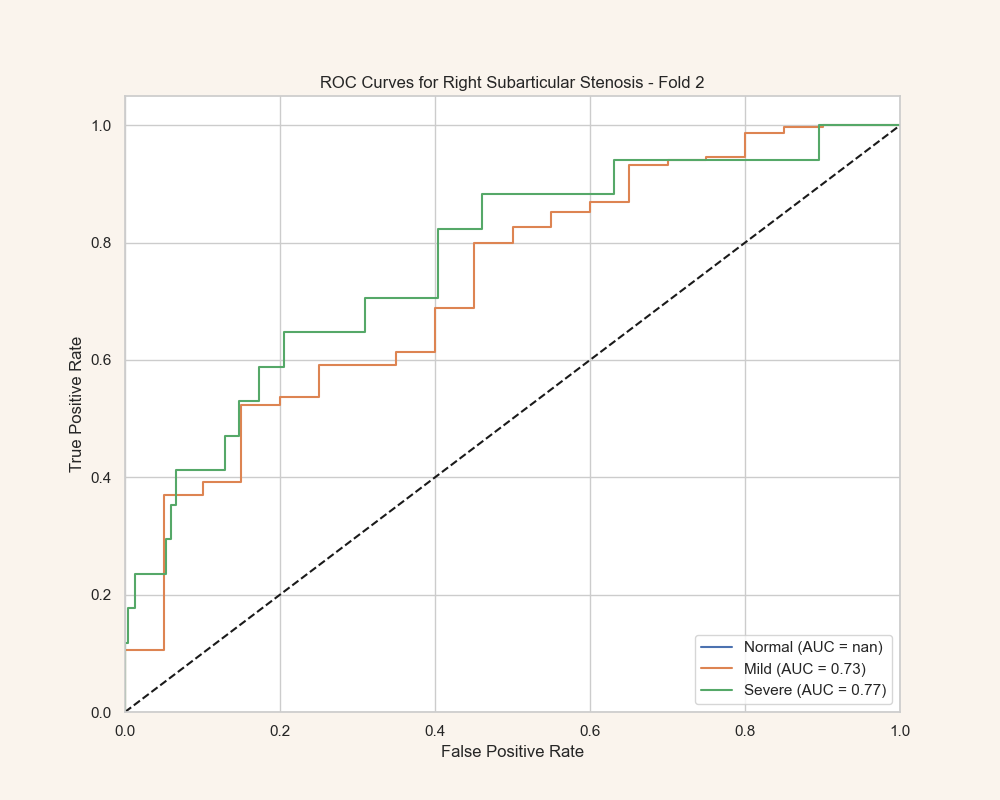 ROC Curves for Right Subarticular Stenosis - Fold 2
True Positive Rate
1.0
0.8
0.6
0.4
0.2
0.0
Normal (AUC = nan)
Mild (AUC = 0.73)
Severe (AUC = 0.77)
0.0 0.2 0.4 0.6 0.8 1.0
False Positive Rate